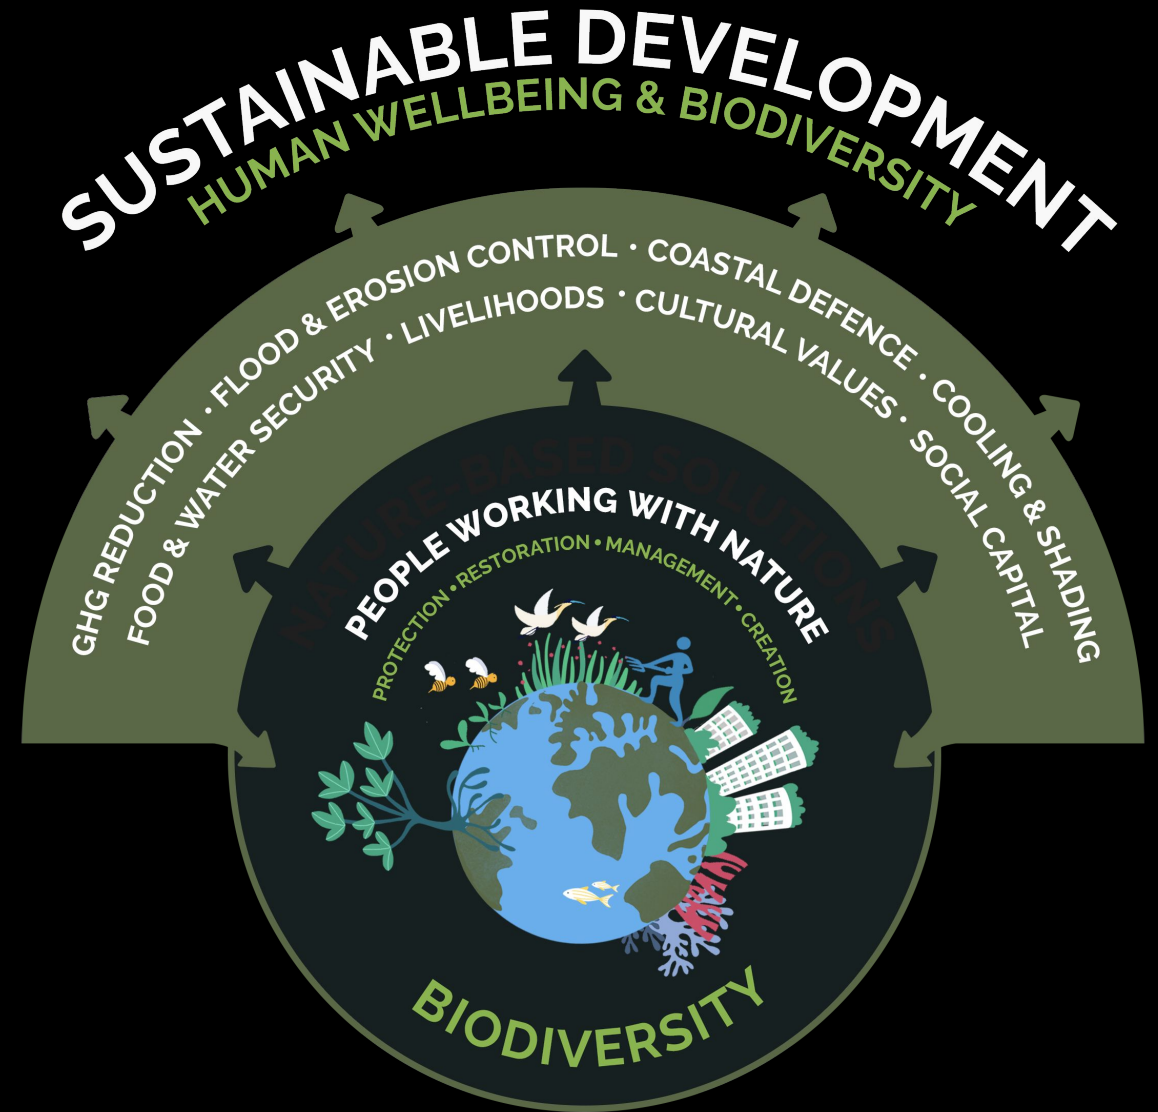 SUSTAINABLE DEVELOPMENT
HUMAN WELLBEING & BIODIVERSITY
GHG REDUCTION • FLOOD & EROSION CONTROL • COASTAL DEFENCE • COOLING & SHADING
FOOD & WATER SECURITY • LIVELIHOODS • CULTURAL VALUES • SOCIAL CAPITAL
NATURE-BASED SOLUTIONS
PEOPLE WORKING WITH NATURE
PROTECTION • RESTORATION • MANAGEMENT • CREATION
BIODIVERSITY